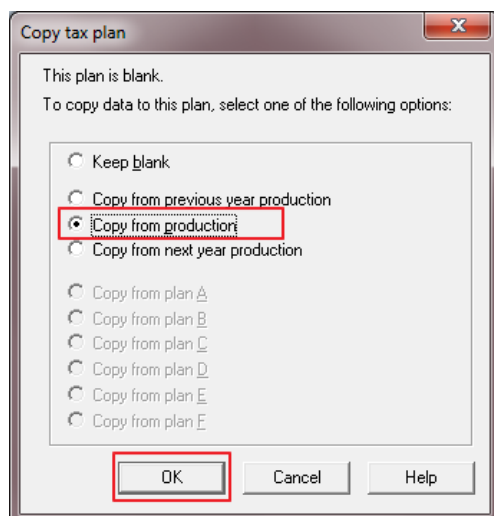 Copy tax plan
This plan is blank.
To copy data to this plan, select one of the following options:
Keep blank
Copy from previous year production
Copy from production
Copy from next year production
Copy from plan A
Copy from plan B
Copy from plan C
Copy from plan D
Copy from plan E
Copy from plan F
OK Cancel Help